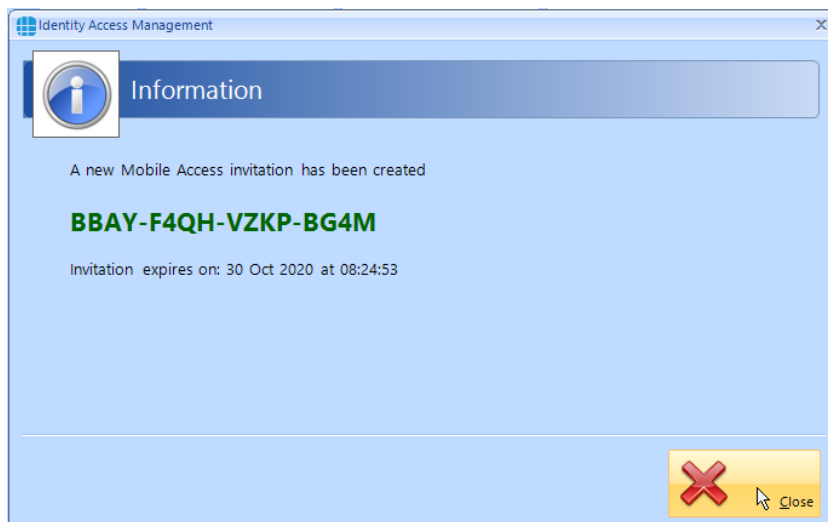 Identity Access Management
Information
A new Mobile Access invitation has been created
BBAY-F4QH-VZKP-BG4M
Invitation expires on: 30 Oct 2020 at 08:24:53
Close